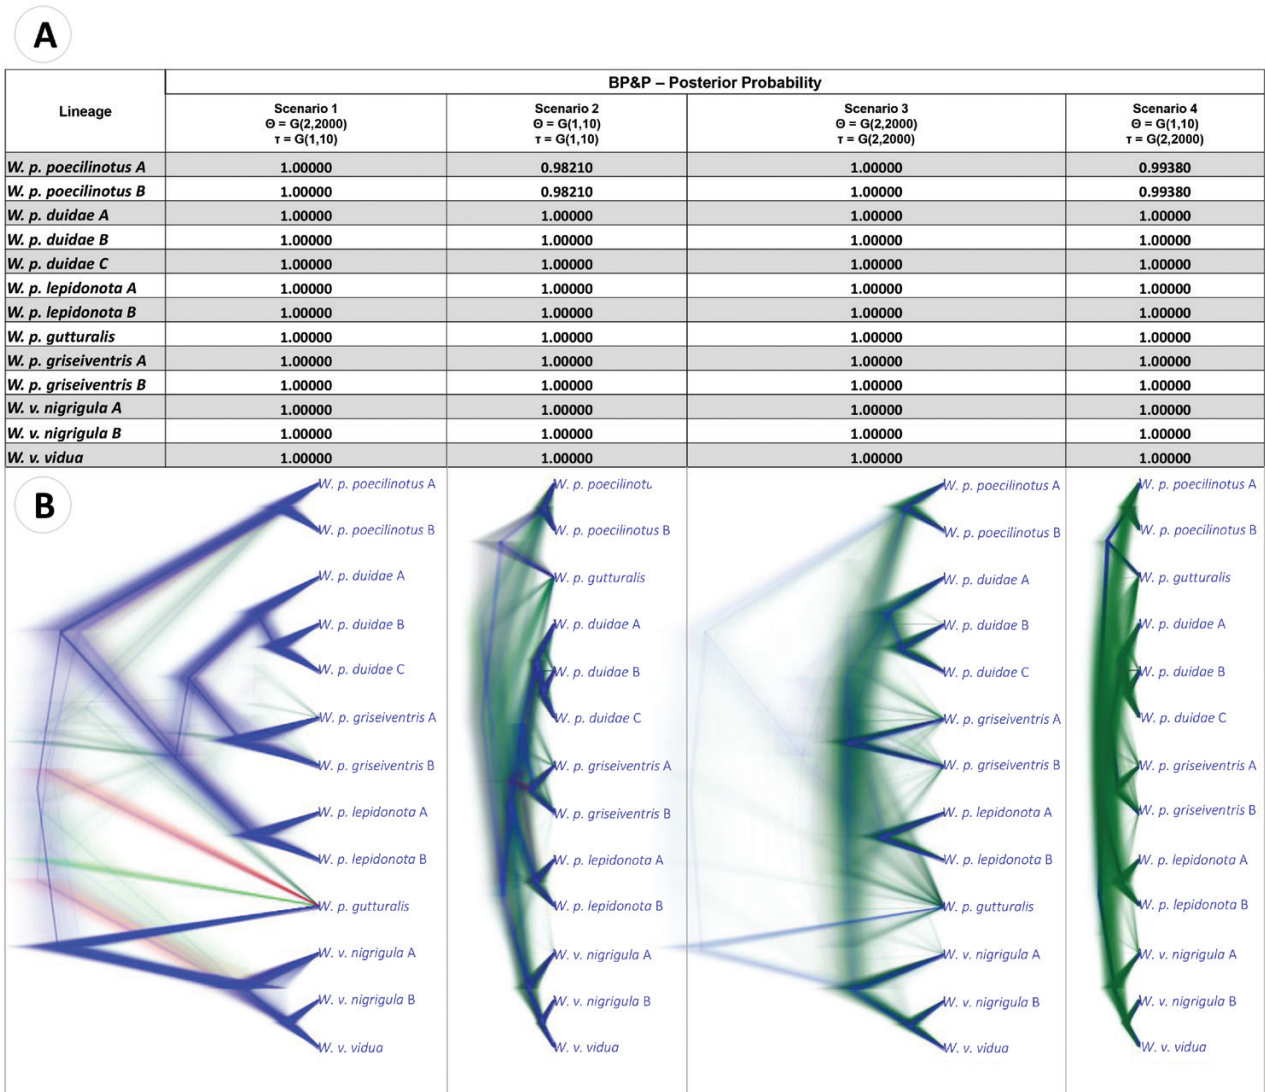 A
BP&P – Posterior Probability
Lineage
Scenario 1
Θ = G(2,2000)
τ = G(1,10)
Scenario 2
Θ = G(1,10)
τ = G(1,10)
Scenario 3
Θ = G(2,2000)
τ = G(2,2000)
Scenario 4
Θ = G(1,10)
τ = G(2,2000)
W. p. poecilinotus A 1.00000 0.98210 1.00000 0.99380
W. p. poecilinotus B 1.00000 0.98210 1.00000 0.99380
W. p. duidae A 1.00000 1.00000 1.00000 1.00000
W. p. duidae B 1.00000 1.00000 1.00000 1.00000
W. p. duidae C 1.00000 1.00000 1.00000 1.00000
W. p. lepidonota A 1.00000 1.00000 1.00000 1.00000
W. p. lepidonota B 1.00000 1.00000 1.00000 1.00000
W. p. gutturalis 1.00000 1.00000 1.00000 1.00000
W. p. griseiventris A 1.00000 1.00000 1.00000 1.00000
W. p. griseiventris B 1.00000 1.00000 1.00000 1.00000
W. v. nigrigula A 1.00000 1.00000 1.00000 1.00000
W. v. nigrigula B 1.00000 1.00000 1.00000 1.00000
W. v. vidua 1.00000 1.00000 1.00000 1.00000
B
W. p. poecilinotus A
W. p. poecilinotus B
W. p. duidae A
W. p. duidae B
W. p. duidae C
W. p. griseiventris A
W. p. griseiventris B
W. p. lepidonota A
W. p. lepidonota B
W. p. gutturalis
W. v. nigrigula A
W. v. nigrigula B
W. v. vidua
W. p. poecilinotu
W. p. poecilinotus B
W. p. gutturalis
W. p. duidae A
W. p. duidae B
W. p. duidae C
W. p. griseiventris A
W. p. griseiventris B
W. p. lepidonota A
W. p. lepidonota B
W. v. nigrigula A
W. v. nigrigula B
W. v. vidua
W. p. poecilinotus A
W. p. poecilinotus B
W. p. duidae A
W. p. duidae B
W. p. duidae C
W. p. griseiventris A
W. p. griseiventris B
W. p. lepidonota A
W. p. lepidonota B
W. p. gutturalis
W. v. nigrigula A
W. v. nigrigula B
W. v. vidua
W. p. poecilinotus A
W. p. poecilinotus B
W. p. gutturalis
W. p. duidae A
W. p. duidae B
W. p. duidae C
W. p. griseiventris A
W. p. griseiventris B
W. p. lepidonota A
W. p. lepidonota B
W. v. nigrigula A
W. v. nigrigula B
W. v. vidua